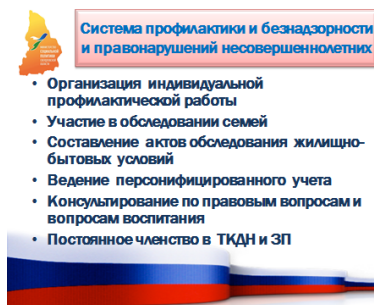 Система профилактики и безнадзорности
и правонарушений несовершеннолетних
• Организация индивидуальной
профилактической работы
• Участие в обследовании семей
• Составление актов обследования жилищно-
бытовых условий
• Ведение персонифицированного учета
• Консультирование по правовым вопросам и
вопросам воспитания
• Постоянное членство в ТКДН и ЗП